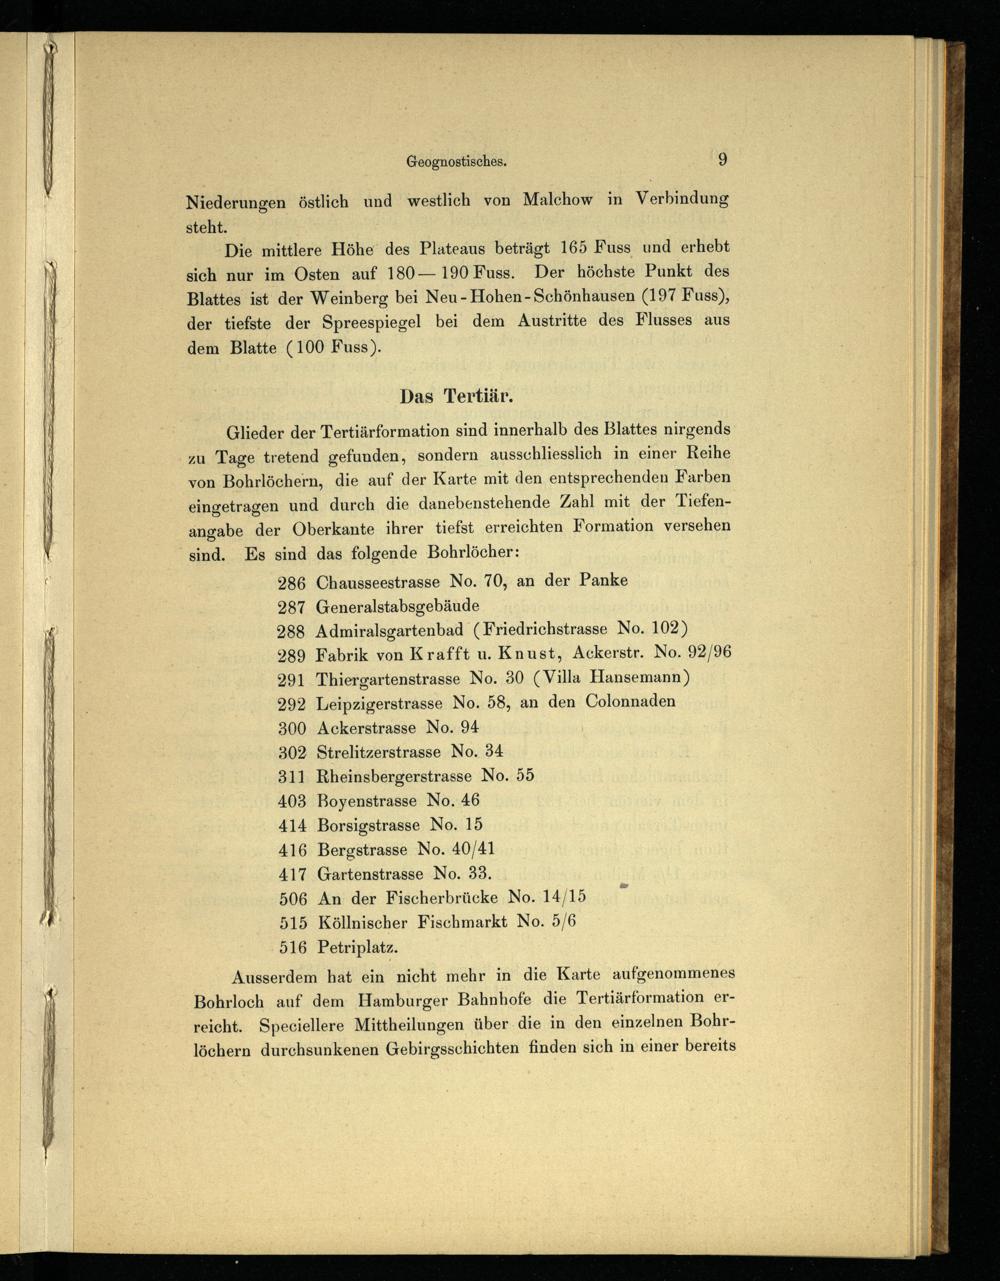 Geognostisches. 9
Niederungen östlich und westlich von Malchow in Verbindung
steht.
Die mittlere Höhe des Plateaus beträgt 165 Fuss und erhebt
sich nur im Osten auf 180— 190 Fuss. Der höchste Punkt des
Blattes ist der Weinberg bei Neu-Hohen-Schönhausen (197 Fuss),
der tiefste der Spreespiegel bei dem Austritte des Flusses aus
dem Blatte (100 Fuss).
Das Tertiär.
Glieder der Tertiärformation sind innerhalb des Blattes nirgends
zu Tage tretend gefunden, sondern ausschliesslich in einer Reihe
von Bohrlöchern, die auf der Karte mit den entsprechenden Farben
eingetragen und durch die danebenstehende Zahl mit der Tiefen-
angabe der Oberkante ihrer tiefst erreichten Formation versehen
sind. Es sind das folgende Bohrlöcher:
286 Chausseestrasse No. 70, an der Panke
287 Generalstabsgebäude
288 Admiralsgartenbad (Friedrichstrasse No. 102)
289 Fabrik von Krafft u. Knust, Ackerstr. No. 92/96
291 Thiergartenstrasse No. 30 (Villa Hansemann)
292 Leipzigerstrasse No. 58, an den Colonnaden
300 Ackerstrasse No. 94
302 Strelitzerstrasse No. 34
311 Rheinsbergerstrasse No. 55
403 Boyenstrasse No. 46
414 Borsigstrasse No. 15
416 Bergstrasse No. 40/41
417 Gartenstrasse No. 33.
506 An der Fischerbrücke No. 14/15
515 Köllnischer Fischmarkt No. 5/6
516 Petriplatz.
Ausserdem hat ein nicht mehr in die Karte aufgenommenes
Bohrloch auf dem Hamburger Bahnhofe die Tertiärformation er-
reicht. Speciellere Mittheilungen über die in den einzelnen Bohr-
löchern durchsunkenen Gebirgsschichten finden sich in einer bereits